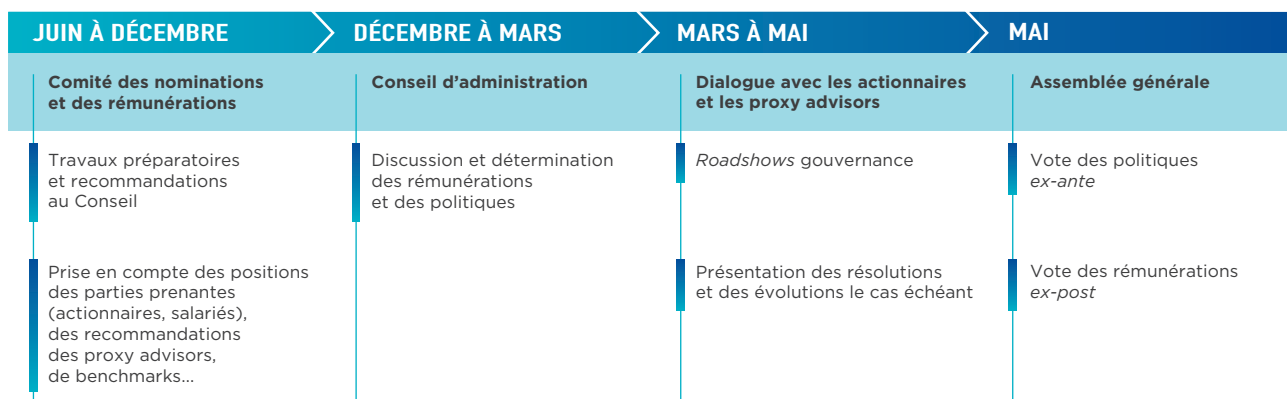 JUIN À DÉCEMBRE
DÉCEMBRE À MARS
MARS À MAI
MAI
Comité des nominations
et des rémunérations
Conseil d'administration
Dialogue avec les actionnaires
et les proxy advisors
Assemblée générale
Travaux préparatoires
et recommandations
au Conseil
Discussion et détermination
des rémunérations
et des politiques
Roadshows gouvernance
Vote des politiques
ex-ante
Prise en compte des positions
des parties prenantes
(actionnaires, salariés),
des recommandations
des proxy advisors,
de benchmarks...
Présentation des résolutions
et des évolutions le cas échéant
Vote des rémunérations
ex-post